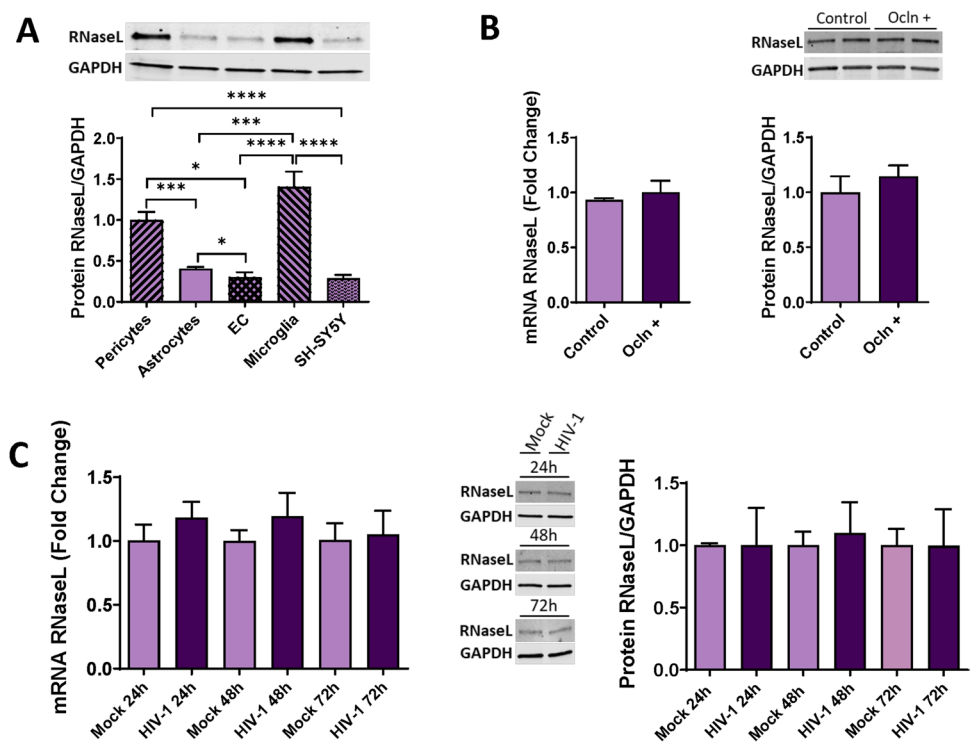 A
RNaseL
GAPDH
****
***
**** ****
*
***
*
Protein RNaseL/GAPDH
2.0
1.5
1.0
0.5
0.0
Pericytes
Astrocytes
EC
Microglia
SH-SY5Y
B
Control Ocln +
RNaseL
GAPDH
mRNA RNaseL (Fold Change)
1.5
1.0
0.5
0.0
Control
Ocln +
Protein RNaseL/GAPDH
1.5
1.0
0.5
0.0
Control
Ocln +
C
mRNA RNaseL (Fold Change)
1.5
1.0
0.5
0.0
Mock 24h
HIV-1 24h
Mock 48h
HIV-1 48h
Mock 72h
HIV-1 72h
Mock
HIV-1
24h
RNaseL
GAPDH
48h
RNaseL
GAPDH
72h
RNaseL
GAPDH
Protein RNaseL/GAPDH
1.5
1.0
0.5
0.0
Mock 24h
HIV-1 24h
Mock 48h
HIV-1 48h
Mock 72h
HIV-1 72h